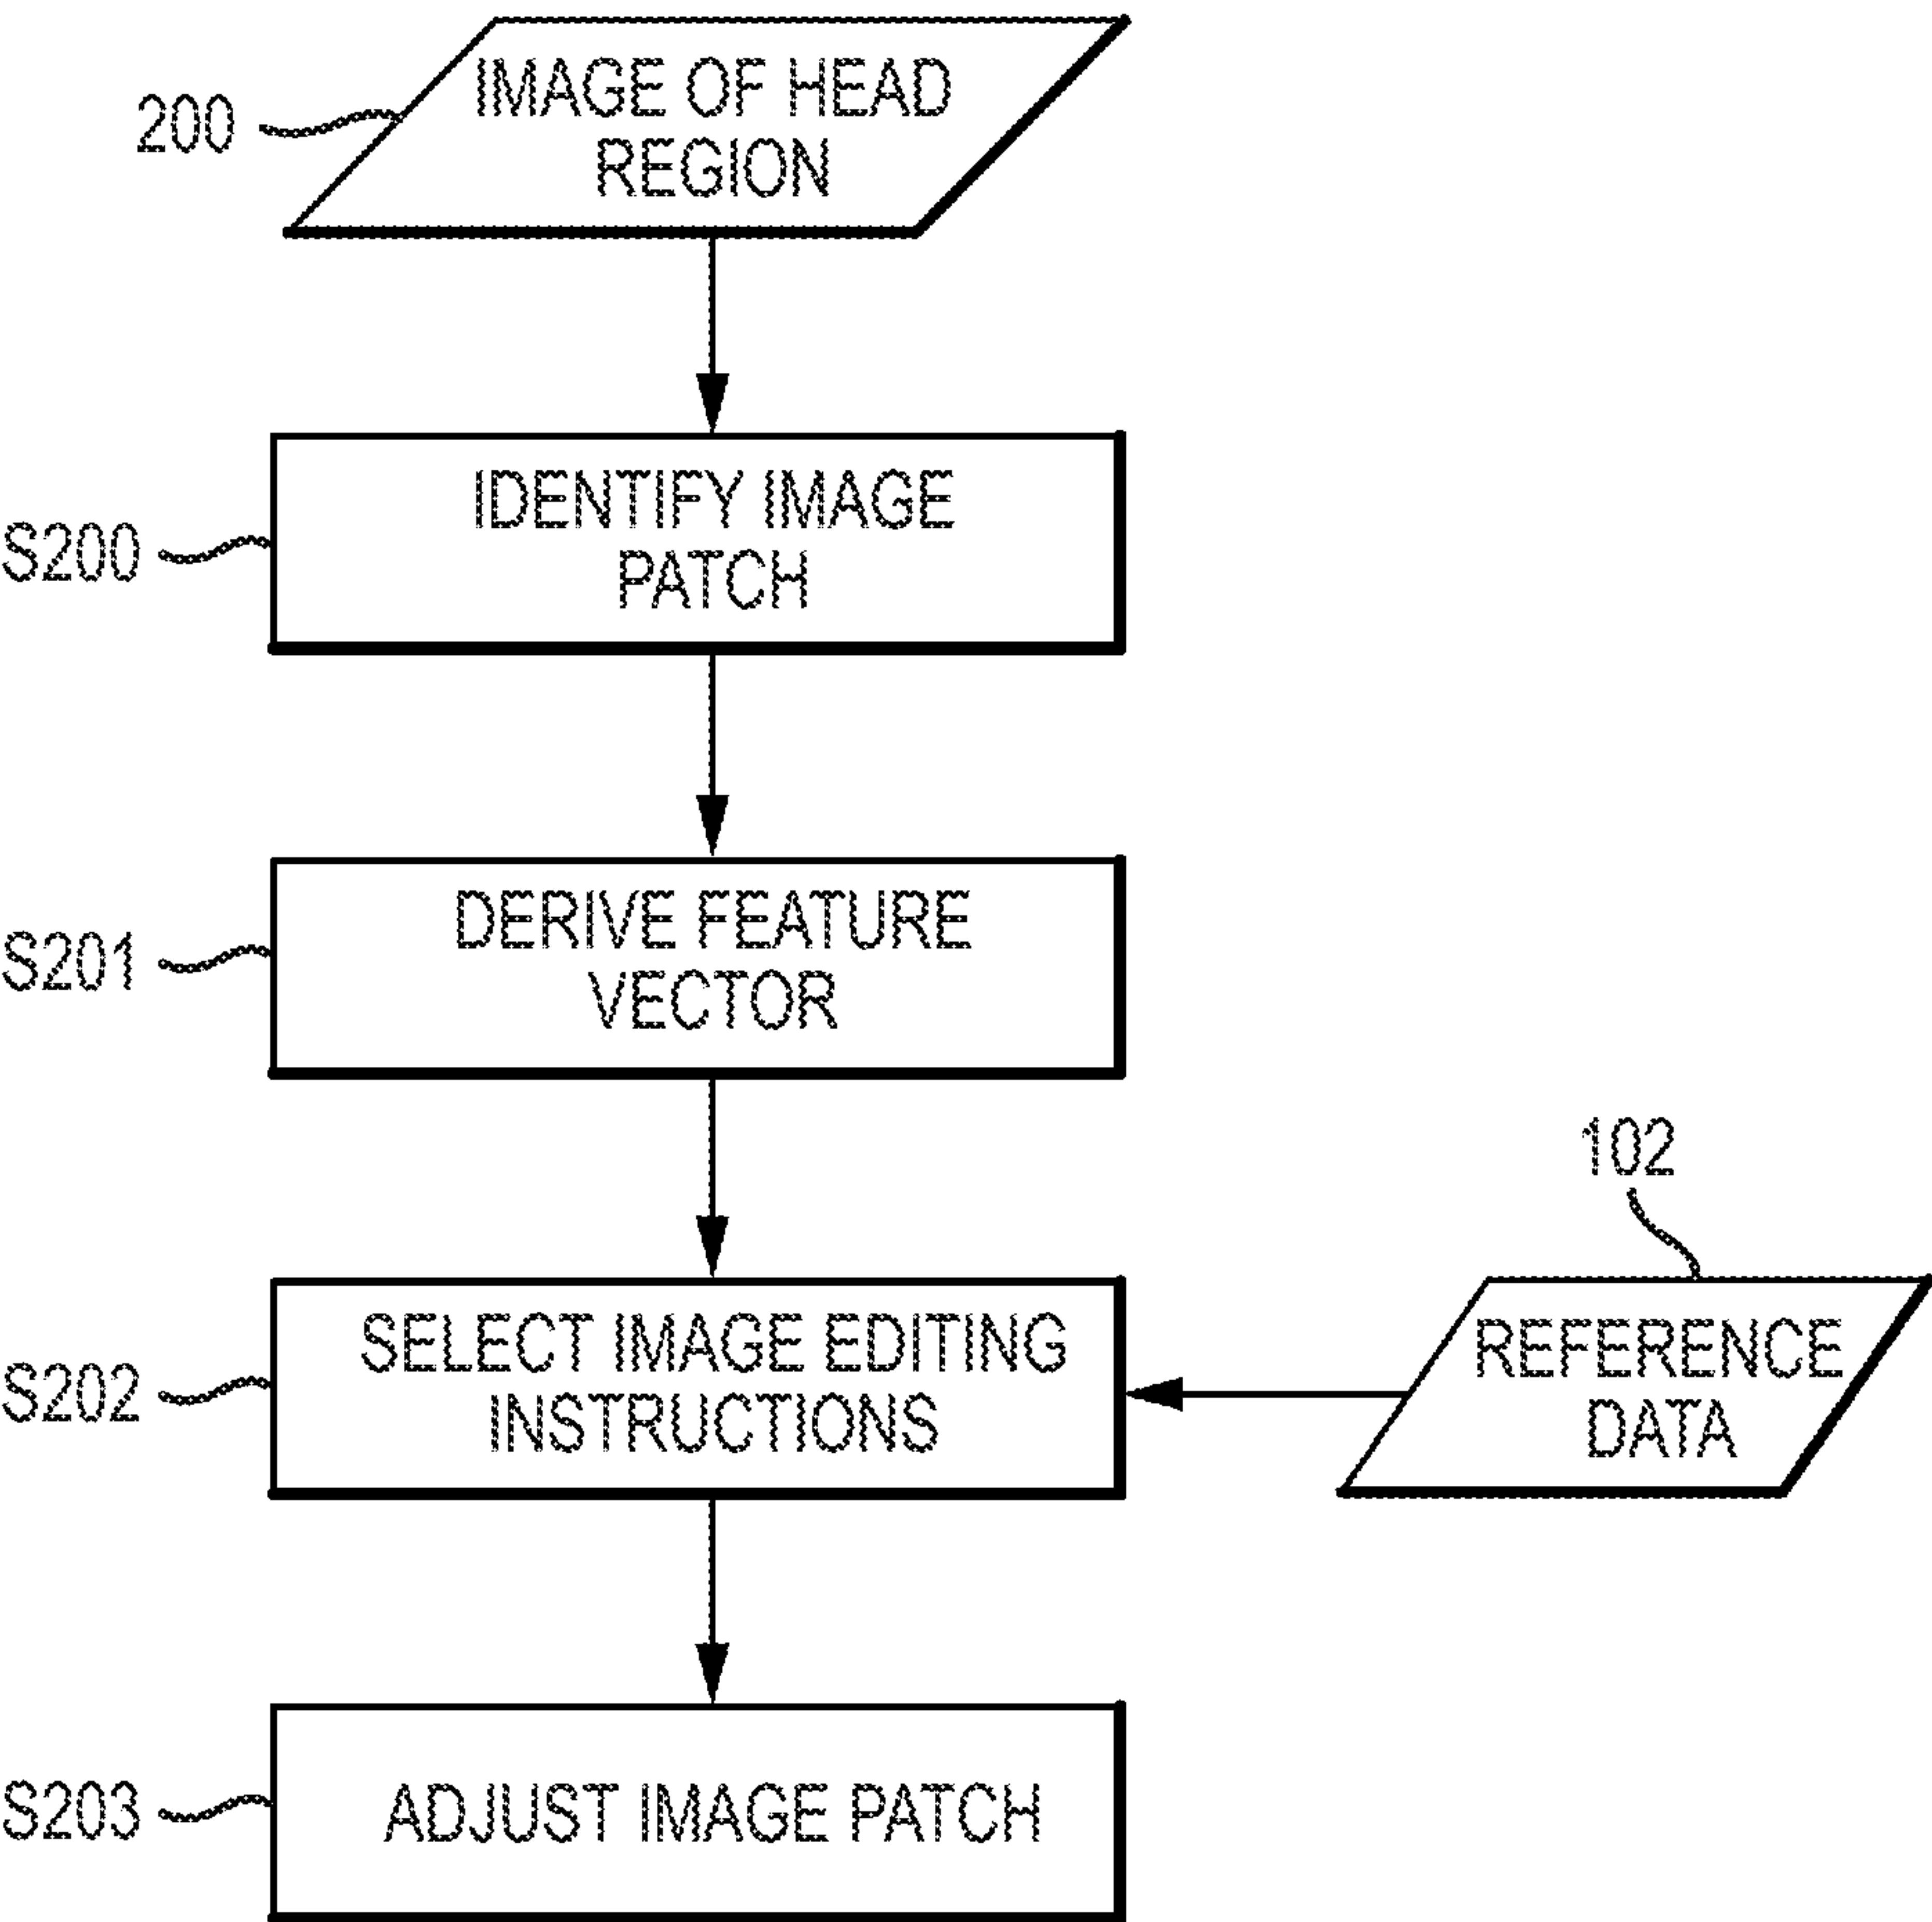 200
IMAGE OF HEAD
REGION
S200
IDENTIFY IMAGE
PATCH
S201
DERIVE FEATURE
VECTOR
S202
SELECT IMAGE EDITING
INSTRUCTIONS
102
REFERENCE
DATA
S203
ADJUST IMAGE PATCH